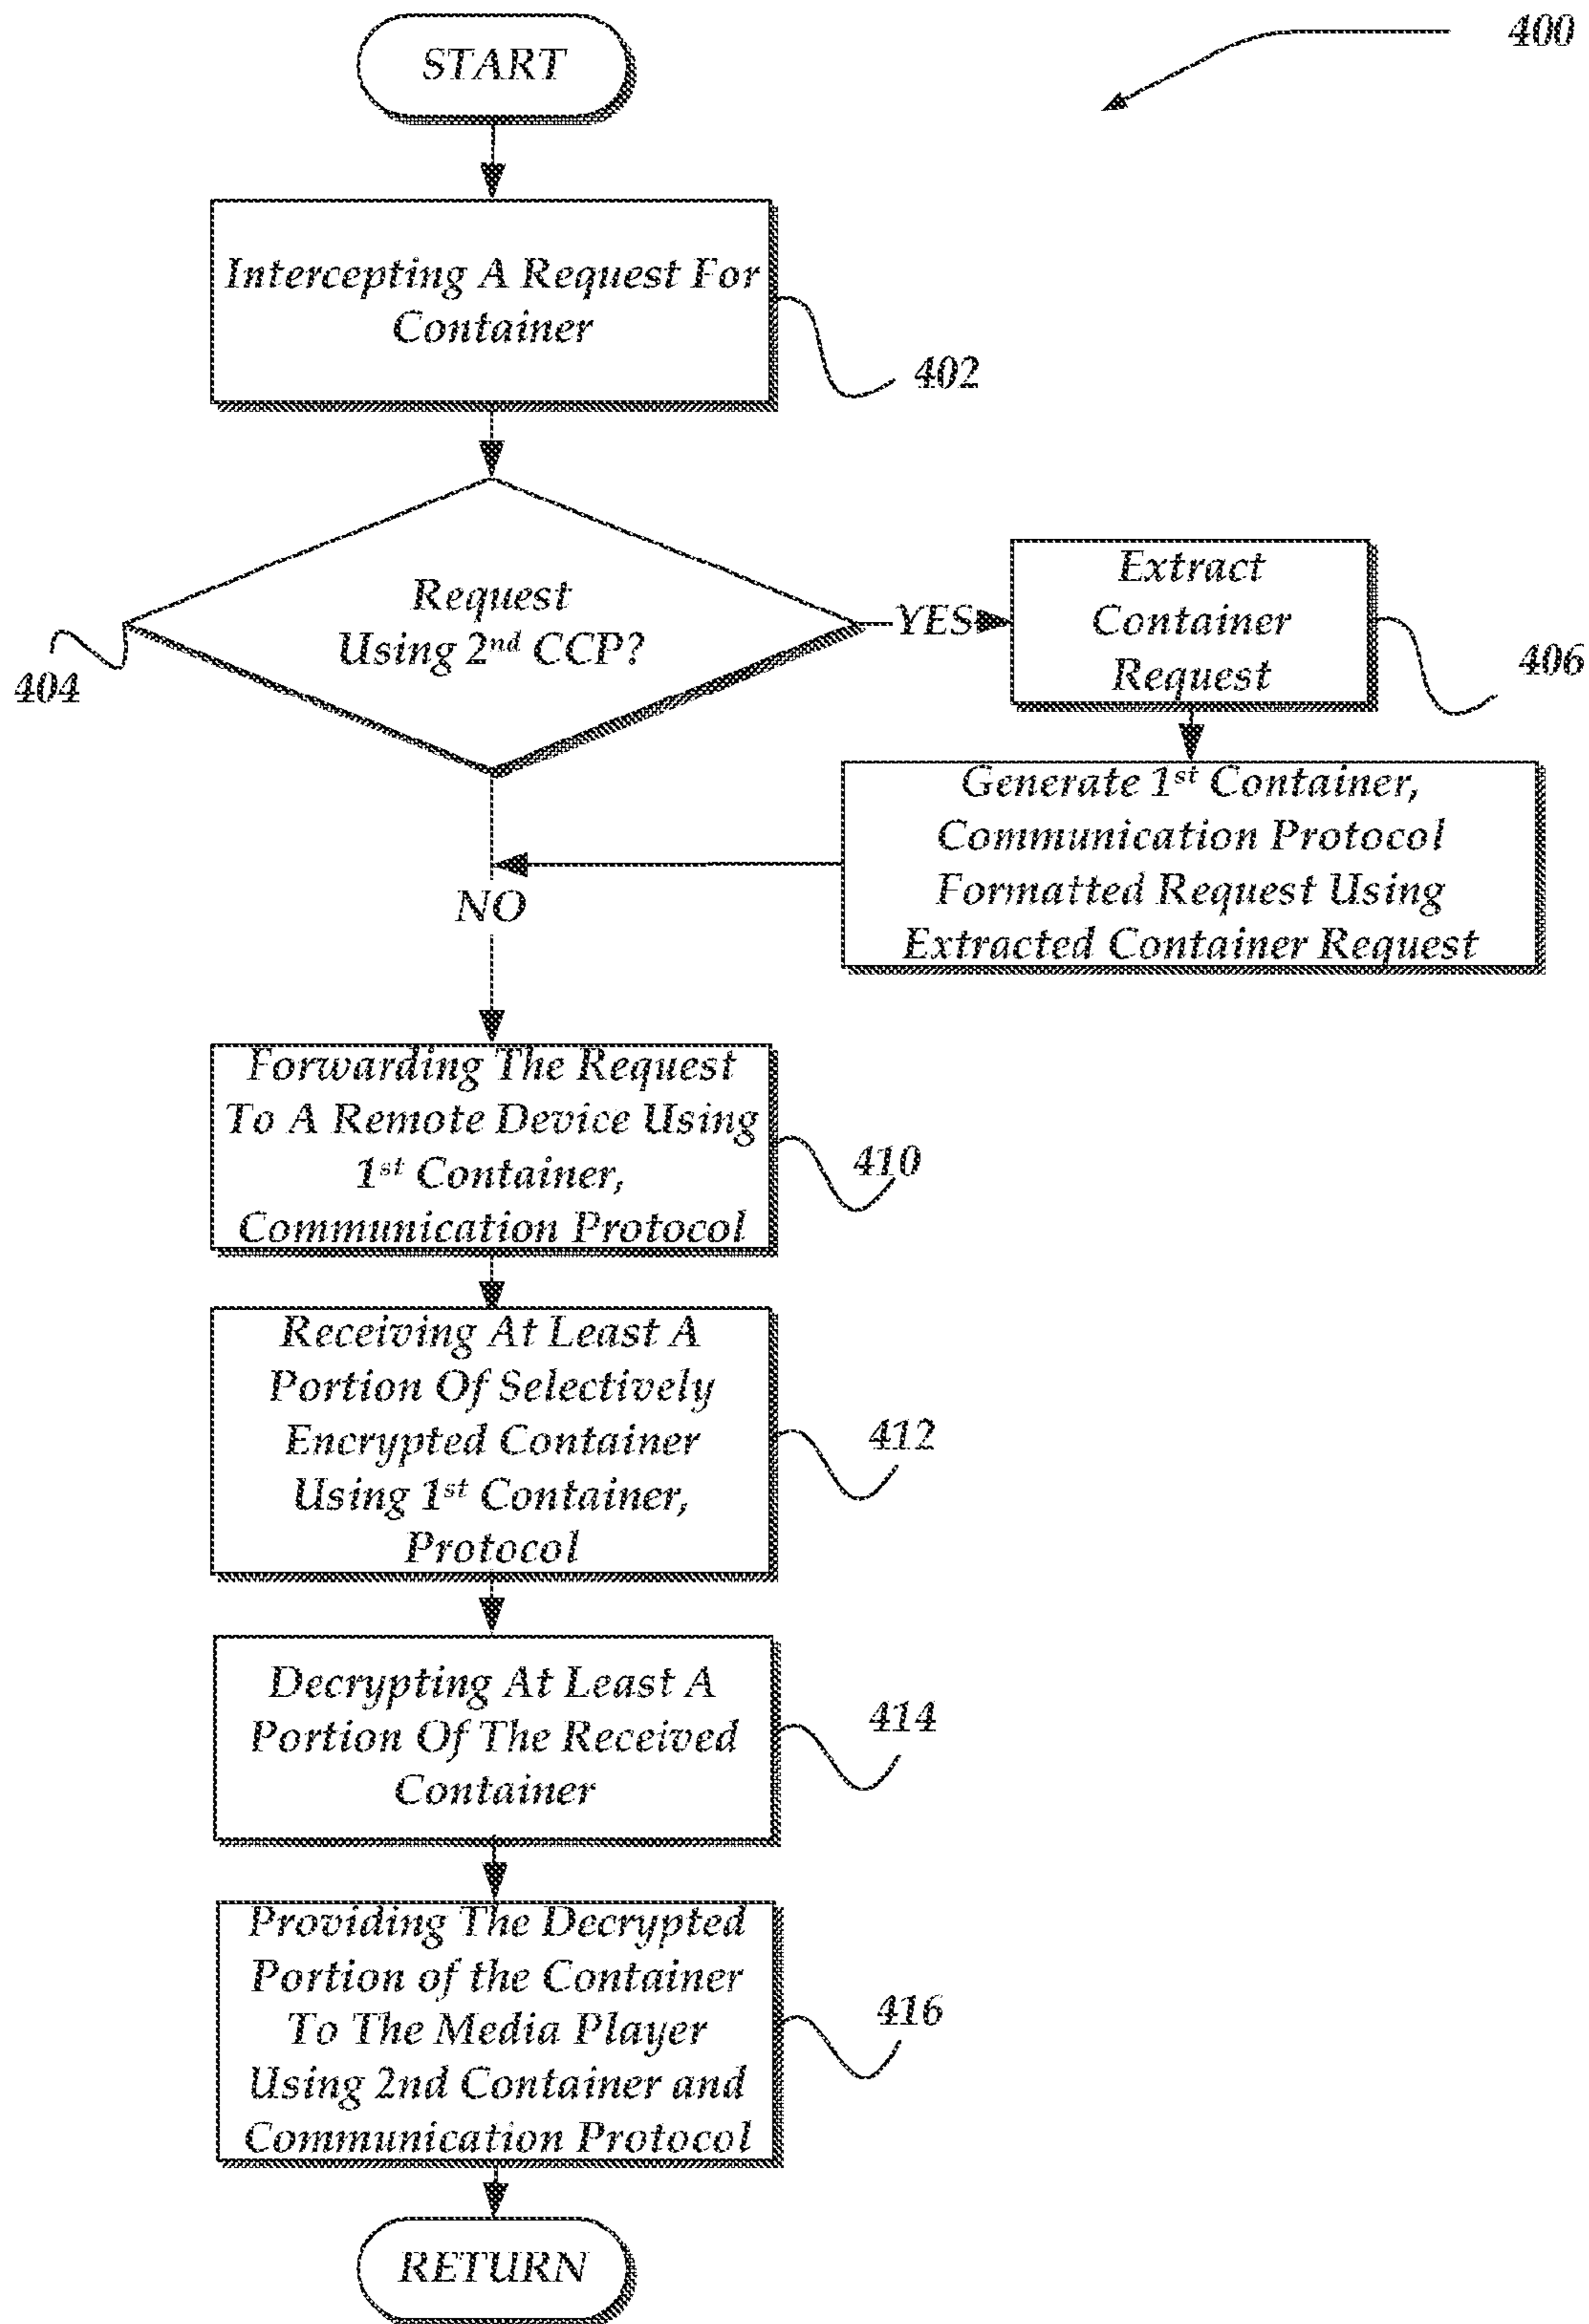 START
400
Intercepting A Request For
Container
402
Request
Using 2nd CCP?
404
YES
Extract
Container
Request
406
Generate 1st Container,
Communication Protocol
Formatted Request Using
Extracted Container Request
NO
Forwarding The Request
To A Remote Device Using
1st Container,
Communication Protocol
410
Receiving At Least A
Portion Of Selectively
Encrypted Container
Using 1st Container,
Protocol
412
Decrypting At Least A
Portion Of The Received
Container
414
Providing The Decrypted
Portion of the Container
To The Media Player
Using 2nd Container and
Communication Protocol
416
RETURN